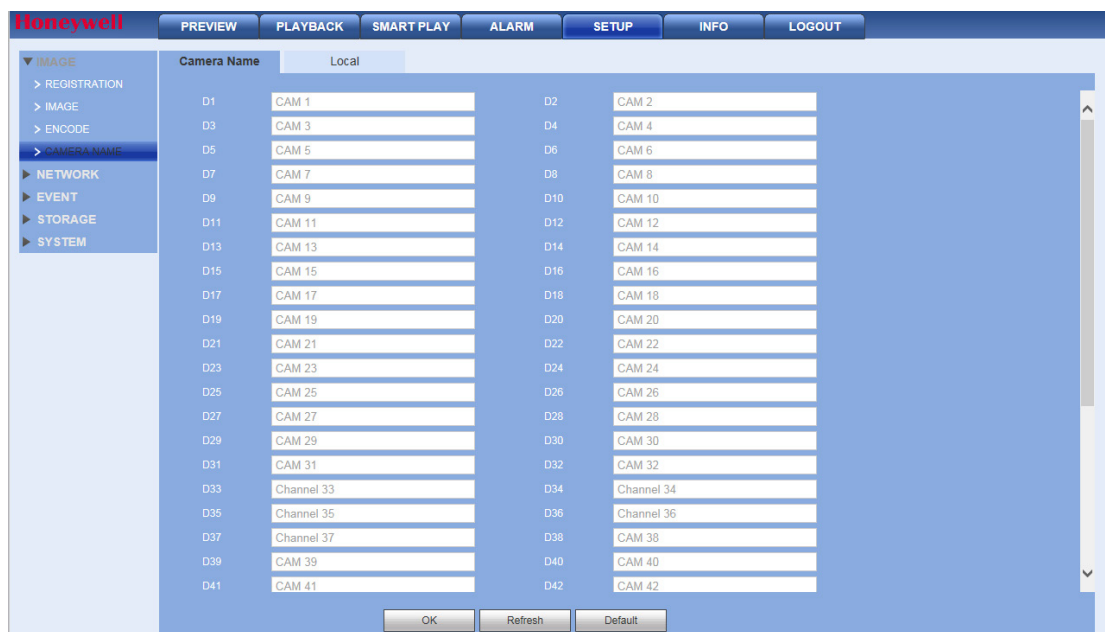 Honeywell
PREVIEW PLAYBACK SMART PLAY ALARM SETUP INFO LOGOUT
IMAGE
> REGISTRATION
> IMAGE
> ENCODE
> CAMERA NAME
NETWORK
EVENT
STORAGE
SYSTEM
Camera Name Local
D1 CAM 1 D2 CAM 2
D3 CAM 3 D4 CAM 4
D5 CAM 5 D6 CAM 6
D7 CAM 7 D8 CAM 8
D9 CAM 9 D10 CAM 10
D11 CAM 11 D12 CAM 12
D13 CAM 13 D14 CAM 14
D15 CAM 15 D16 CAM 16
D17 CAM 17 D18 CAM 18
D19 CAM 19 D20 CAM 20
D21 CAM 21 D22 CAM 22
D23 CAM 23 D24 CAM 24
D25 CAM 25 D26 CAM 26
D27 CAM 27 D28 CAM 28
D29 CAM 29 D30 CAM 30
D31 CAM 31 D32 CAM 32
D33 Channel 33 D34 Channel 34
D35 Channel 35 D36 Channel 36
D37 Channel 37 D38 CAM 38
D39 CAM 39 D40 CAM 40
D41 CAM 41 D42 CAM 42
OK Refresh Default